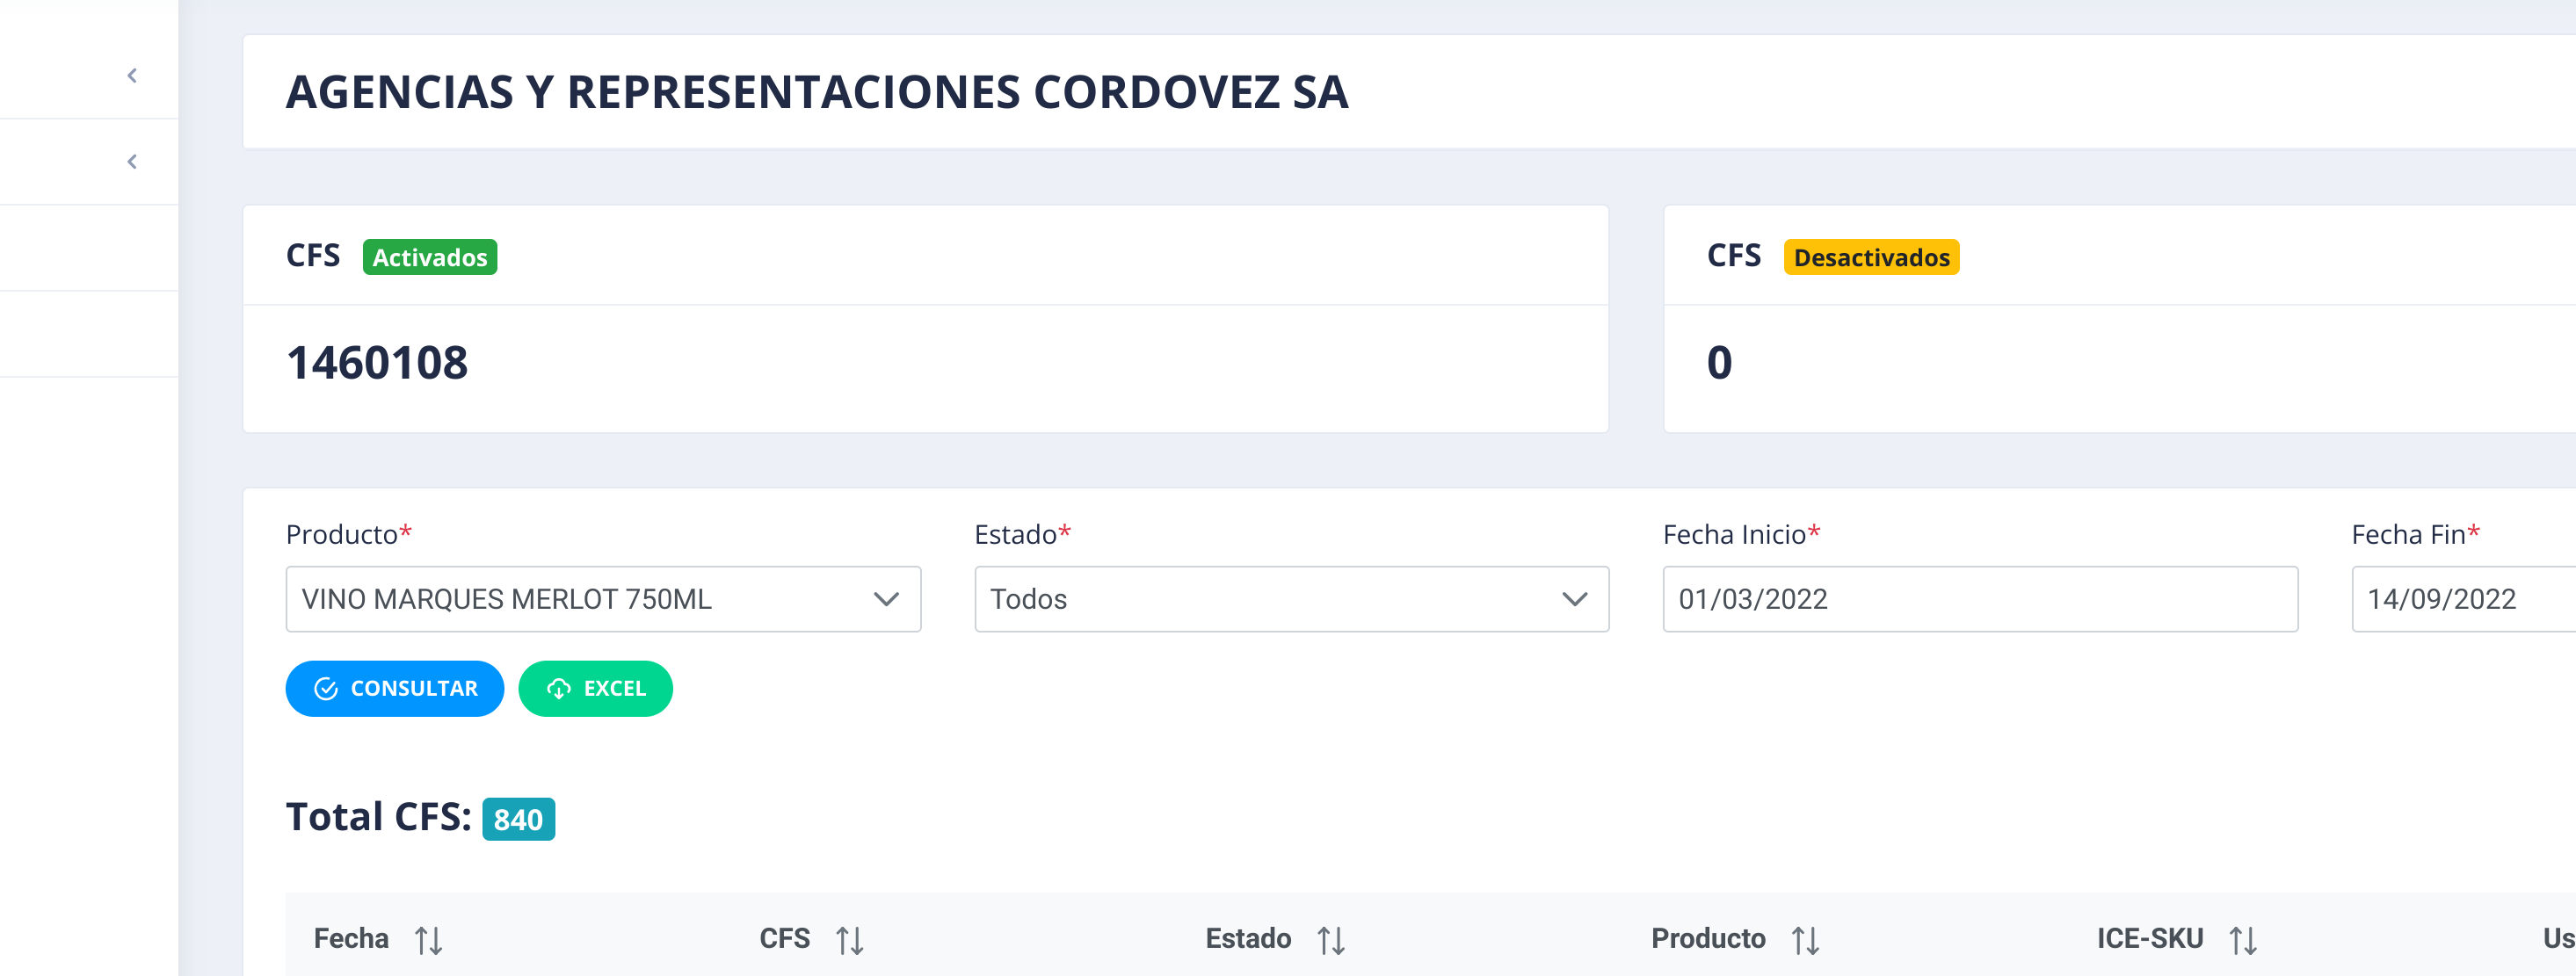 AGENCIAS Y REPRESENTACIONES CORDOVEZ SA
CFS Activados
CFS Desactivados
1460108
0
Producto* Estado* Fecha Inicio* Fecha Fin*
VINO MARQUES MERLOT 750ML Todos 01/03/2022 14/09/2022
CONSULTAR EXCEL
Total CFS: 840
Fecha CFS Estado Producto ICE-SKU Us